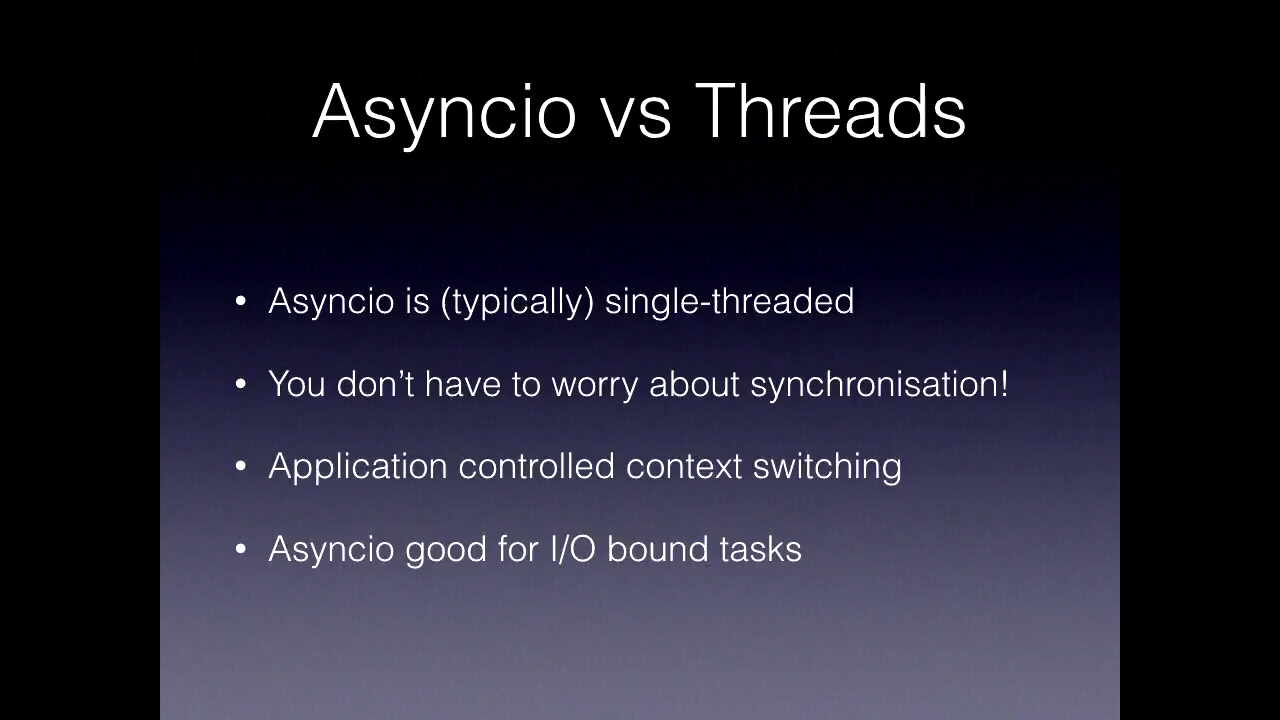 Asyncio vs Threads
• Asyncio is (typically) single-threaded
• You don’t have to worry about synchronisation!
• Application controlled context switching
• Asyncio good for I/O bound tasks